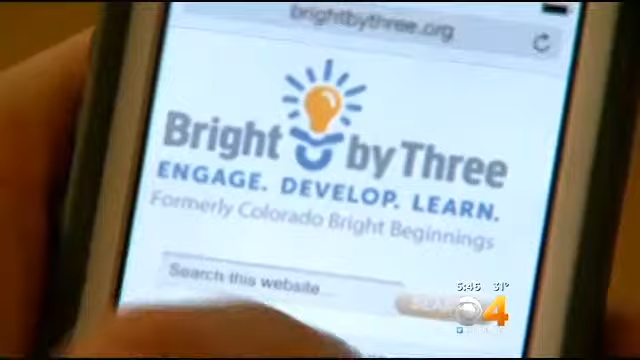 brightbythree.org
Bright by Three
ENGAGE. DEVELOP. LEARN.
Formerly Colorado Bright Beginnings
Search this website
5:46 31°
4